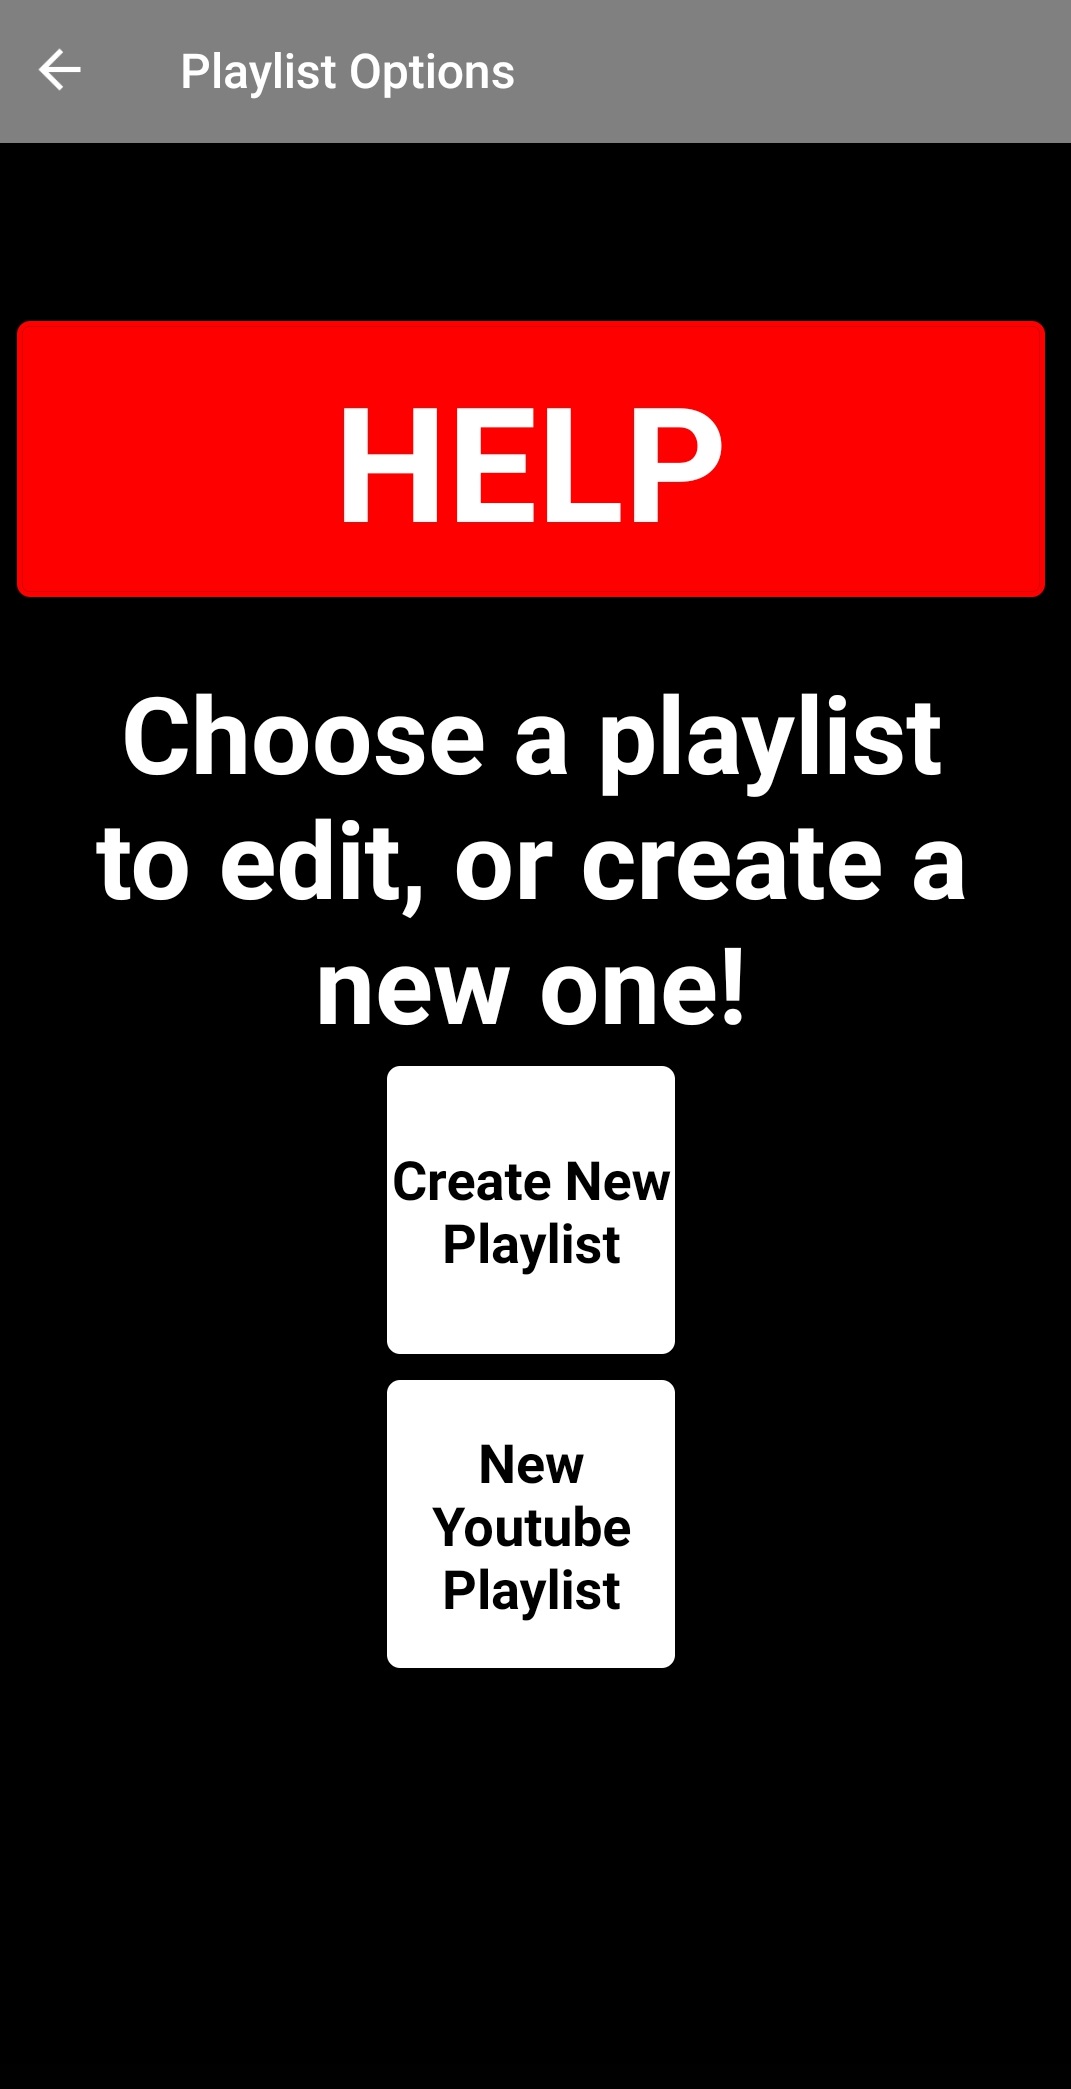 Playlist Options
HELP
Choose a playlist
to edit, or create a
new one!
Create New
Playlist
New
Youtube
Playlist